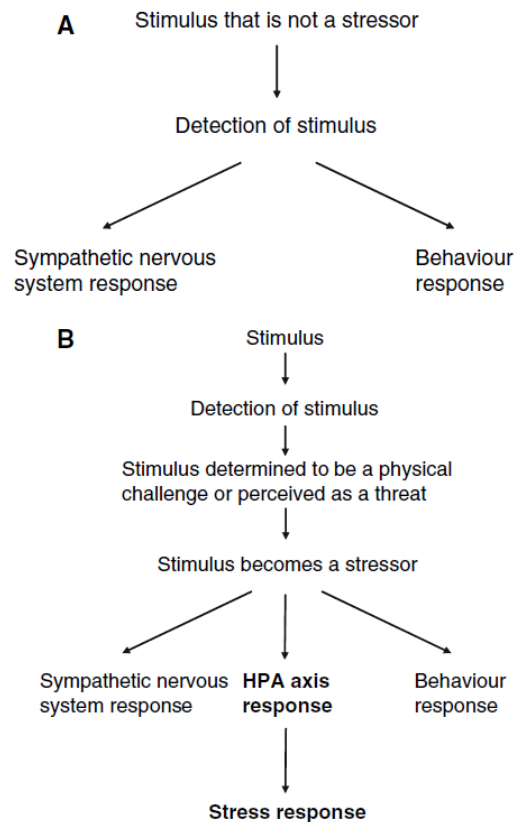 A
Stimulus that is not a stressor
Detection of stimulus
Sympathetic nervous
system response
Behaviour
response
B
Stimulus
Detection of stimulus
Stimulus determined to be a physical
challenge or perceived as a threat
Stimulus becomes a stressor
Sympathetic nervous
system response
HPA axis
response
Behaviour
response
Stress response